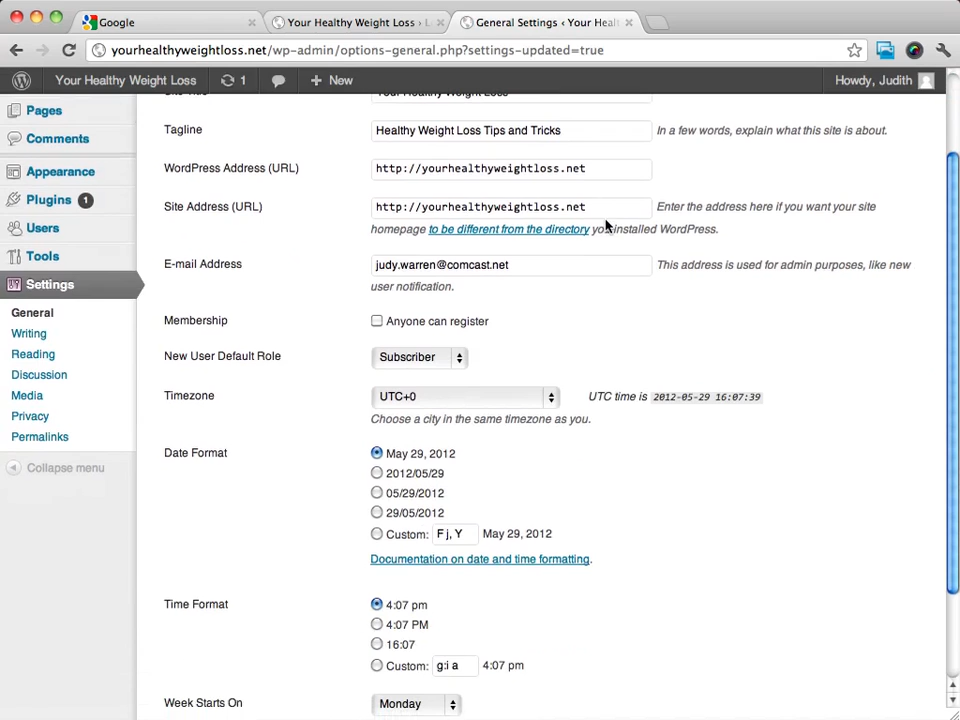 Google
Your Healthy Weight Loss › L
General Settings ‹ Your Heal
yourhealthyweightloss.net/wp-admin/options-general.php?settings-updated=true
Your Healthy Weight Loss 1 New Howdy, Judith
Pages
Comments
Appearance
Plugins 1
Users
Tools
Settings
General
Writing
Reading
Discussion
Media
Privacy
Permalinks
Collapse menu
Site Title Your Healthy Weight Loss
Tagline Healthy Weight Loss Tips and Tricks In a few words, explain what this site is about.
WordPress Address (URL) http://yourhealthyweightloss.net
Site Address (URL) http://yourhealthyweightloss.net Enter the address here if you want your site
homepage to be different from the directory you installed WordPress.
E-mail Address judy.warren@comcast.net This address is used for admin purposes, like new
user notification.
Membership Anyone can register
New User Default Role Subscriber
Timezone UTC+0 UTC time is 2012-05-29 16:07:39
Choose a city in the same timezone as you.
Date Format May 29, 2012
2012/05/29
05/29/2012
29/05/2012
Custom: F j, Y May 29, 2012
Documentation on date and time formatting.
Time Format 4:07 pm
4:07 PM
16:07
Custom: g:i a 4:07 pm
Week Starts On Monday